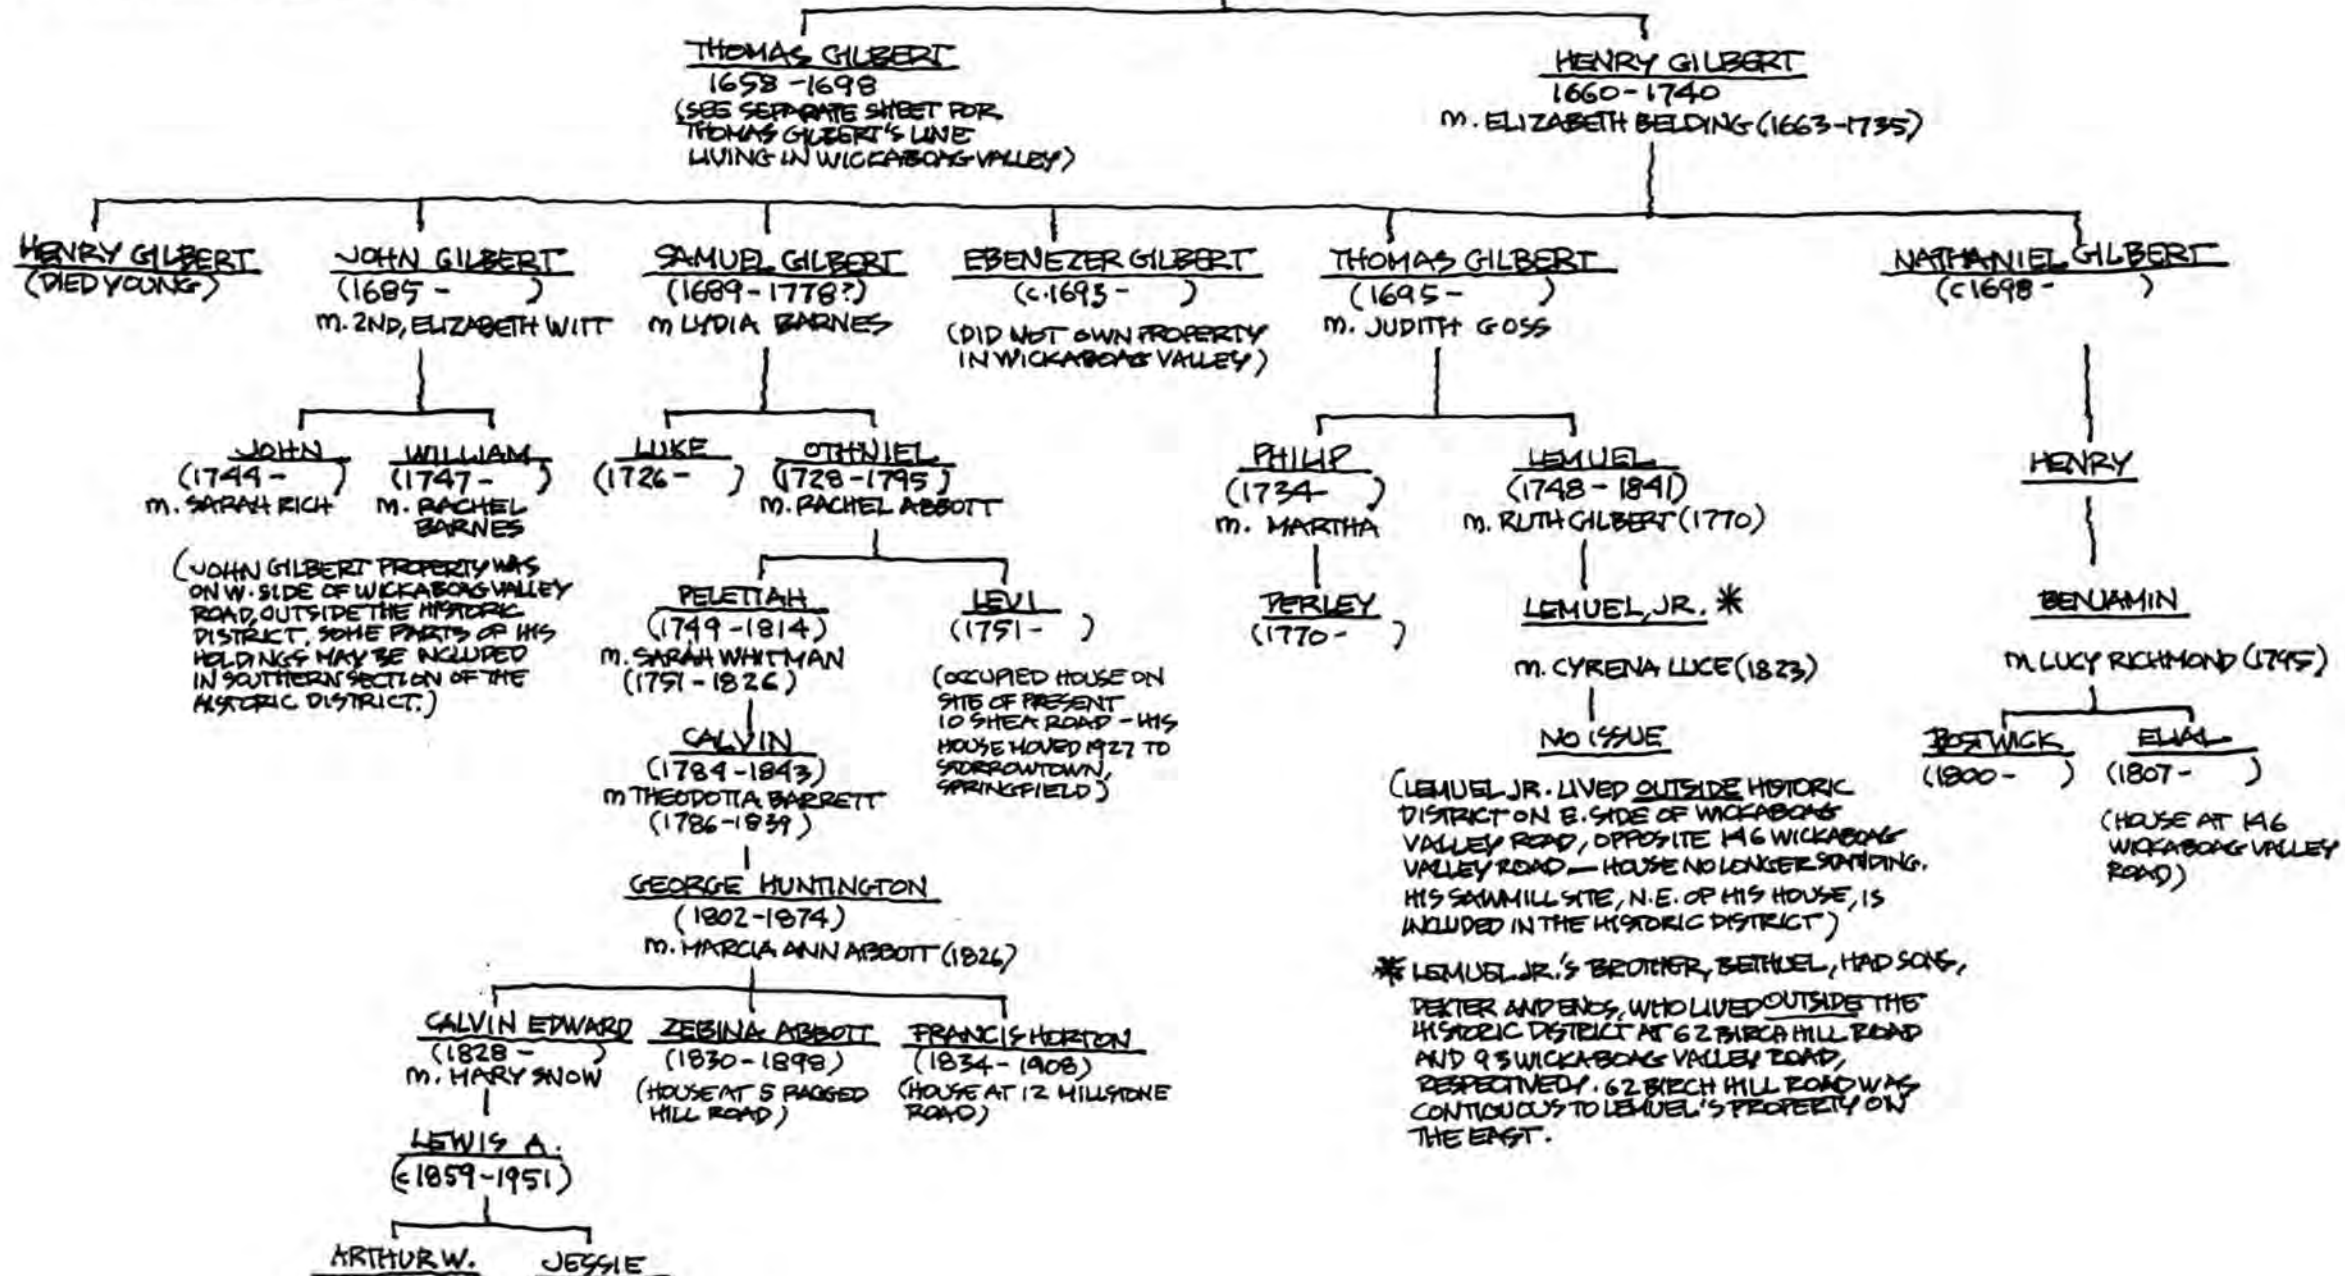 THOMAS GILBERT
1658-1698
(SEE SEPARATE SHEET FOR
THOMAS GILBERT'S LINE
LIVING IN WICKABOAG VALLEY)
HENRY GILBERT
1660-1740
m. ELIZABETH BELDING (1663-1735)
HENRY GILBERT
(DIED YOUNG)
JOHN GILBERT
(1685 - )
m. 2ND, ELIZABETH WITT
SAMUEL GILBERT
(1689-1778?)
m LYDIA BARNES
EBENEZER GILBERT
(c.1693- )
(DID NOT OWN PROPERTY
IN WICKABOAG VALLEY)
THOMAS GILBERT
(1695- )
m. JUDITH GOSS
NATHANIEL GILBERT
(c1698- )
JOHN
(1744- )
m. SARAH RICH
WILLIAM
(1747- )
m. RACHEL
BARNES
(JOHN GILBERT PROPERTY WAS
ON W. SIDE OF WICKABOAG VALLEY
ROAD, OUTSIDE THE HISTORIC
DISTRICT. SOME PARTS OF HIS
HOLDINGS MAY BE INCLUDED
IN SOUTHERN SECTION OF THE
HISTORIC DISTRICT.)
LUKE
(1726- )
OTHNIEL
(1728-1795)
m. RACHEL ABBOTT
PHILIP
(1734- )
m. MARTHA
LEMUEL
(1748-1841)
m. RUTH GILBERT (1770)
HENRY
PELETIAH
(1749-1814)
m. SARAH WHITMAN
(1751-1826)
LEVI
(1751- )
(OCCUPIED HOUSE ON
SITE OF PRESENT
10 SHEA ROAD - HIS
HOUSE MOVED 1927 TO
STORROWTOWN,
SPRINGFIELD)
PERLEY
(1770- )
LEMUEL, JR. *
m. CYRENA LUCE (1823)
BENJAMIN
m. LUCY RICHMOND (1795)
CALVIN
(1784-1843)
m THEODOTIA BARRETT
(1786-1839)
NO ISSUE
(LEMUEL JR. LIVED OUTSIDE HISTORIC
DISTRICT ON E. SIDE OF WICKABOAG
VALLEY ROAD, OPPOSITE 146 WICKABOAG
VALLEY ROAD — HOUSE NO LONGER STANDING.
HIS SAWMILL SITE, N.E. OF HIS HOUSE, IS
INCLUDED IN THE HISTORIC DISTRICT)
BOSTWICK
(1800- )
ELIAL
(1807- )
(HOUSE AT 146
WICKABOAG VALLEY
ROAD)
GEORGE HUNTINGTON
(1802-1874)
m. MARCIA ANN ABBOTT (1826)
* LEMUEL JR.'S BROTHER, BETHUEL, HAD SONS,
DEXTER AND ENOS, WHO LIVED OUTSIDE THE
HISTORIC DISTRICT AT 62 BIRCH HILL ROAD
AND 93 WICKABOAG VALLEY ROAD,
RESPECTIVELY. 62 BIRCH HILL ROAD WAS
CONTIGUOUS TO LEMUEL'S PROPERTY ON
THE EAST.
CALVIN EDWARD
(1828 - )
m. MARY SNOW
ZEBINA ABBOTT
(1830-1898)
(HOUSE AT 5 RAGGED
HILL ROAD)
FRANCIS HORTON
(1834-1908)
(HOUSE AT 12 MILLSTONE
ROAD)
LEWIS A.
(c1859-1951)
ARTHUR W.
JESSIE